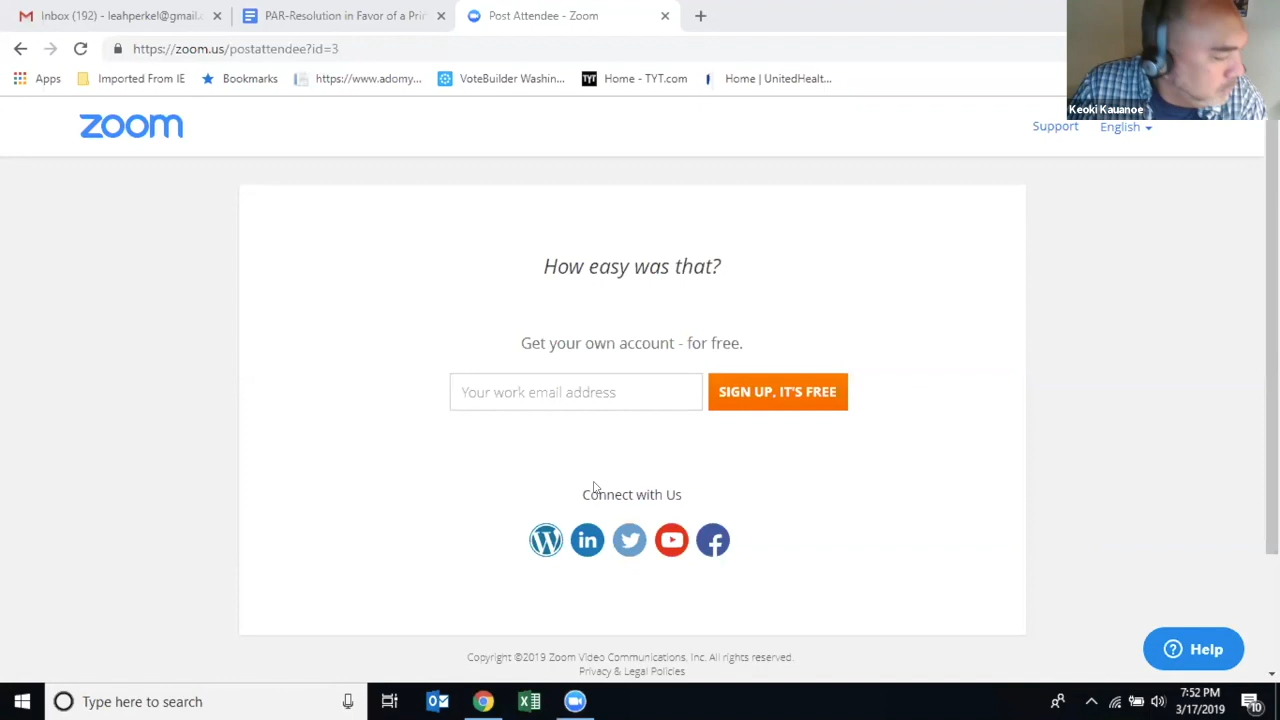 Inbox (192) - leahperkel@gmail.c
PAR-Resolution in Favor of a Prin
Post Attendee - Zoom
https://zoom.us/postattendee?id=3
Apps
Imported From IE
Bookmarks
https://www.adomy...
VoteBuilder Washin...
TYT
Home - TYT.com
Home | UnitedHealt...
Keoki Kauanoe
zoom
Support
English
How easy was that?
Get your own account - for free.
Your work email address
SIGN UP, IT'S FREE
Connect with Us
Copyright ©2019 Zoom Video Communications, Inc. All rights reserved.
Privacy & Legal Policies
Help
Type here to search
7:52 PM
3/17/2019
10